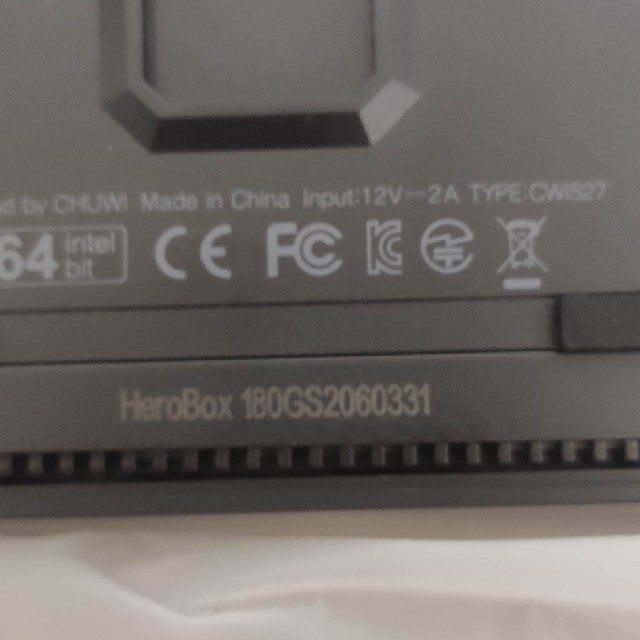 by CHUWI Made in China Input:12V⎓2A TYPE:CWI527
64 intel bit CE FC
HeroBox 180GS2060331